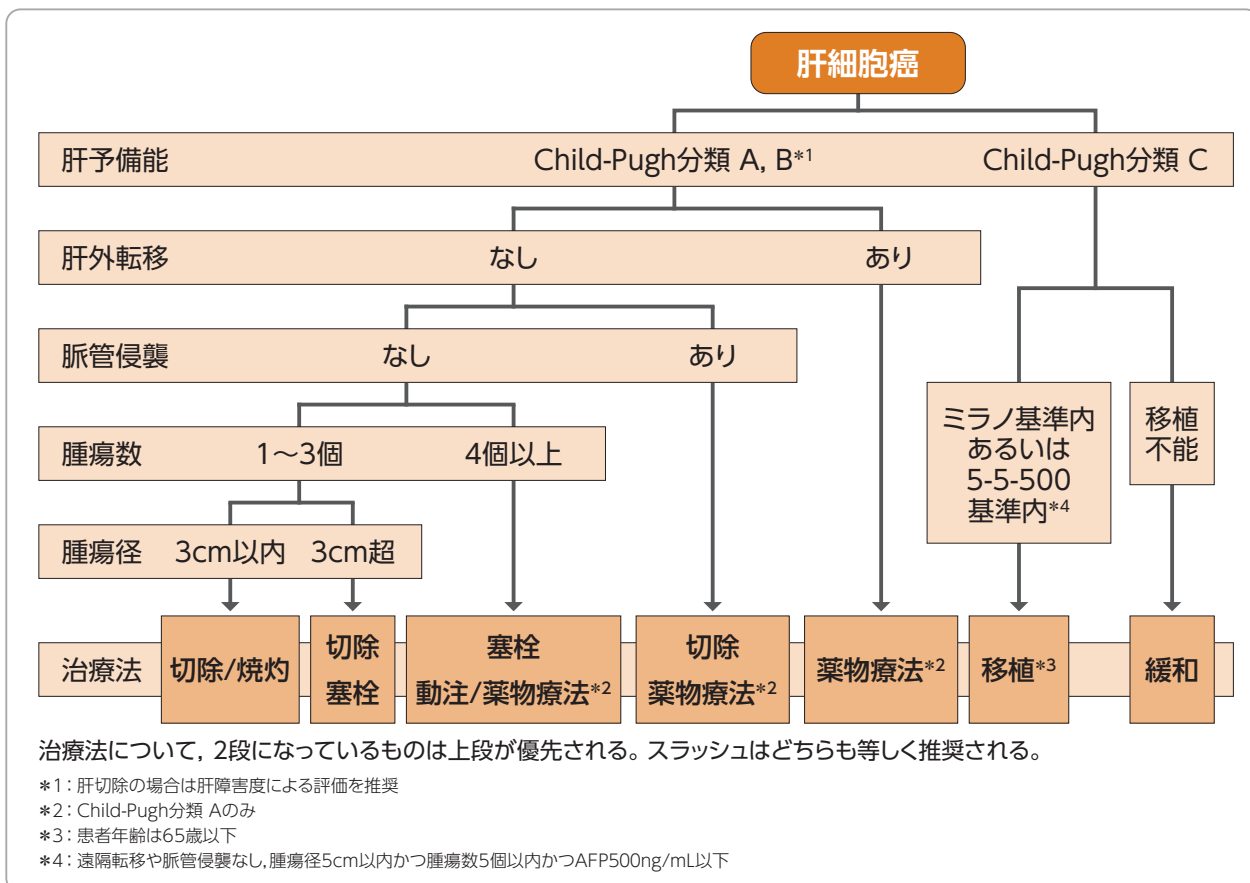 肝細胞癌
肝予備能 Child-Pugh分類 A, B*1 Child-Pugh分類 C
肝外転移 なし あり
脈管侵襲 なし あり
腫瘍数 1〜3個 4個以上
腫瘍径 3cm以内 3cm超
ミラノ基準内
あるいは
5-5-500
基準内*4
移植
不能
治療法
切除/焼灼
切除
塞栓
塞栓
動注/薬物療法*2
切除
薬物療法*2
薬物療法*2
移植*3
緩和
治療法について，2段になっているものは上段が優先される。スラッシュはどちらも等しく推奨される。
*1：肝切除の場合は肝障害度による評価を推奨
*2：Child-Pugh分類 Aのみ
*3：患者年齢は65歳以下
*4：遠隔転移や脈管侵襲なし，腫瘍径5cm以内かつ腫瘍数5個以内かつAFP500ng/mL以下